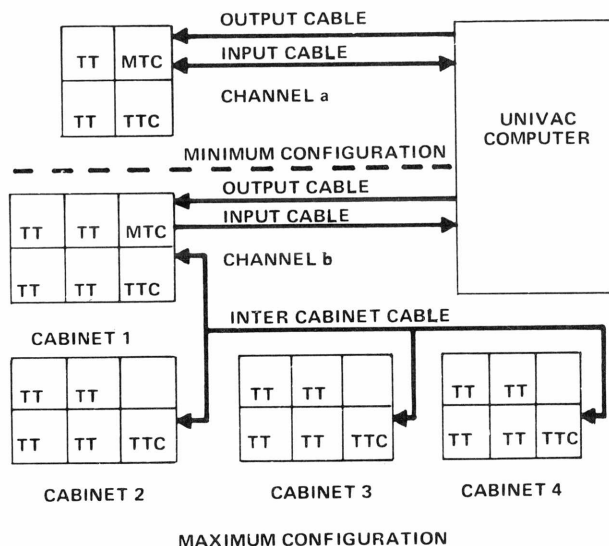 OUTPUT CABLE
TT MTC
INPUT CABLE
TT TTC
CHANNEL a
UNIVAC
COMPUTER
MINIMUM CONFIGURATION
OUTPUT CABLE
TT TT MTC
INPUT CABLE
TT TT TTC
CHANNEL b
CABINET 1
INTER CABINET CABLE
TT TT
TT TT TTC
CABINET 2
TT TT
TT TT TTC
CABINET 3
TT TT
TT TT TTC
CABINET 4
MAXIMUM CONFIGURATION